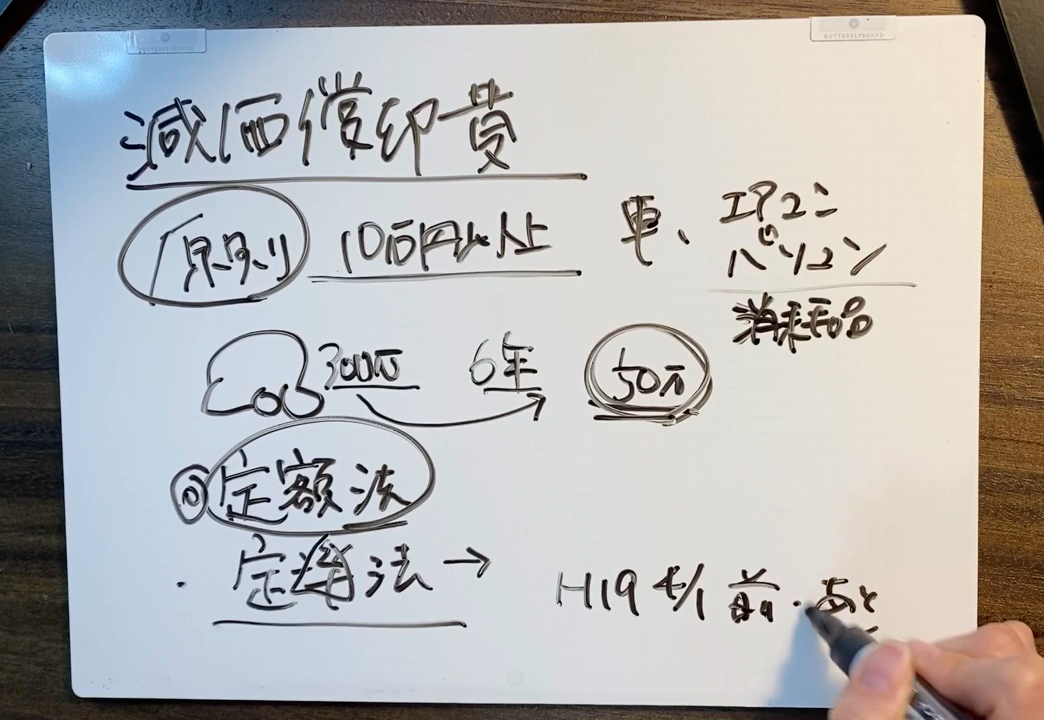 BUTTERFLYBOARD
BUTTERFLYBOARD
減価償却費
原則 10万円以上 車、エアコン
パソコン
消耗品
300万 6年 50万
◎定額法
・定率法→
H19 4/1 前・あと